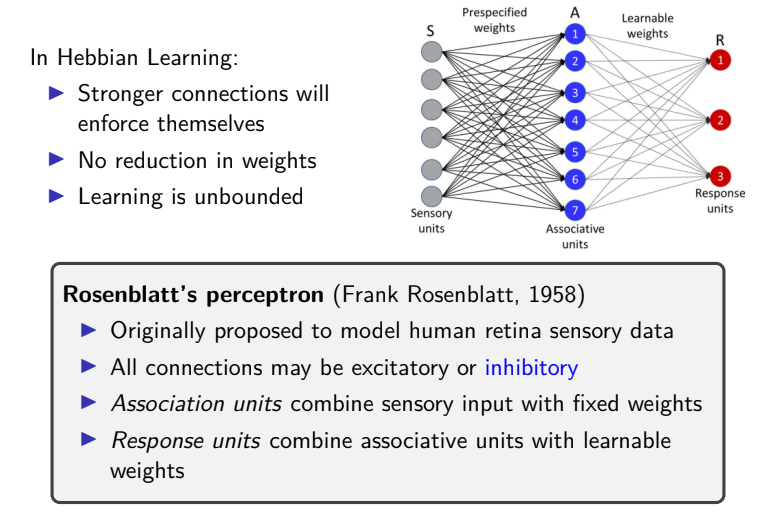 In Hebbian Learning:
▶ Stronger connections will
enforce themselves
▶ No reduction in weights
▶ Learning is unbounded
S
Prespecified
weights
A
Learnable
weights
R
1
2
3
4
5
6
7
1
2
3
Sensory
units
Associative
units
Response
units
Rosenblatt's perceptron (Frank Rosenblatt, 1958)
▶ Originally proposed to model human retina sensory data
▶ All connections may be excitatory or inhibitory
▶ Association units combine sensory input with fixed weights
▶ Response units combine associative units with learnable
weights